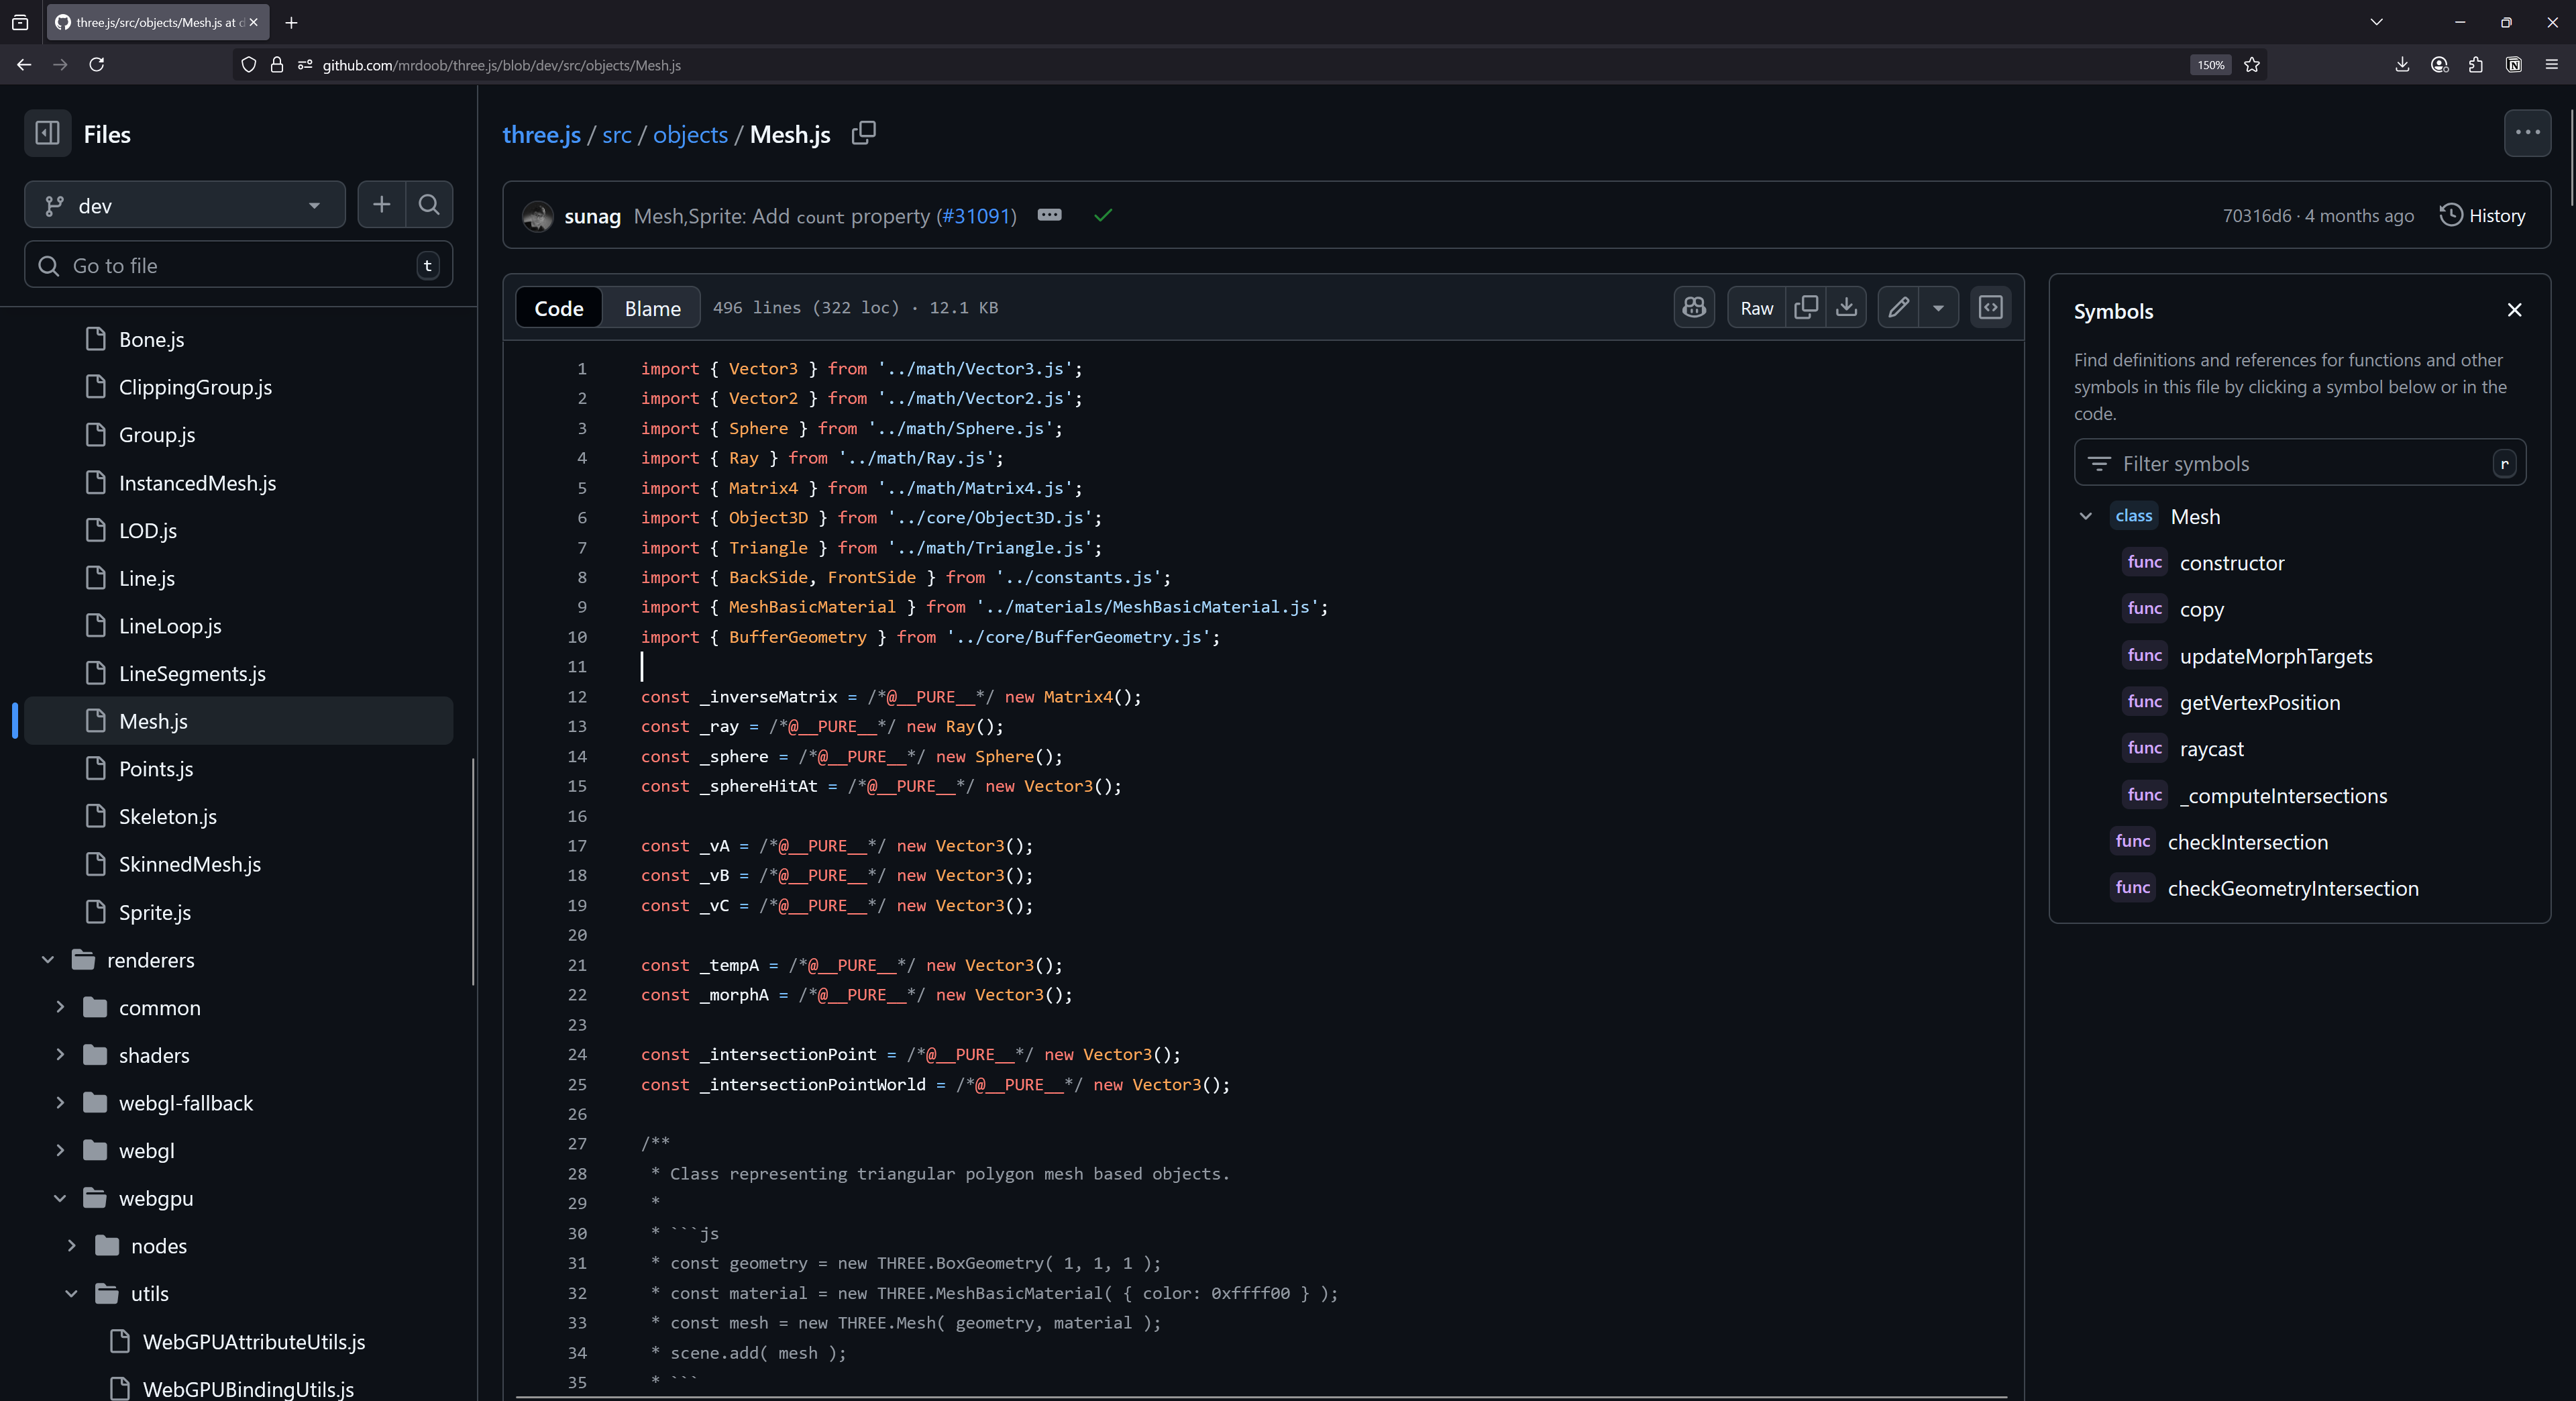 three.js/src/objects/Mesh.js at d
github.com/mrdoob/three.js/blob/dev/src/objects/Mesh.js
150%
Files
dev
Go to file
t
Bone.js
ClippingGroup.js
Group.js
InstancedMesh.js
LOD.js
Line.js
LineLoop.js
LineSegments.js
Mesh.js
Points.js
Skeleton.js
SkinnedMesh.js
Sprite.js
renderers
common
shaders
webgl-fallback
webgl
webgpu
nodes
utils
WebGPUAttributeUtils.js
WebGPUBindingUtils.js
three.js / src / objects / Mesh.js
sunag Mesh,Sprite: Add count property (#31091)
70316d6 · 4 months ago
History
Code
Blame
496 lines (322 loc) · 12.1 KB
Raw
1 import { Vector3 } from '../math/Vector3.js';
2 import { Vector2 } from '../math/Vector2.js';
3 import { Sphere } from '../math/Sphere.js';
4 import { Ray } from '../math/Ray.js';
5 import { Matrix4 } from '../math/Matrix4.js';
6 import { Object3D } from '../core/Object3D.js';
7 import { Triangle } from '../math/Triangle.js';
8 import { BackSide, FrontSide } from '../constants.js';
9 import { MeshBasicMaterial } from '../materials/MeshBasicMaterial.js';
10 import { BufferGeometry } from '../core/BufferGeometry.js';
11
12 const _inverseMatrix = /*@__PURE__*/ new Matrix4();
13 const _ray = /*@__PURE__*/ new Ray();
14 const _sphere = /*@__PURE__*/ new Sphere();
15 const _sphereHitAt = /*@__PURE__*/ new Vector3();
16
17 const _vA = /*@__PURE__*/ new Vector3();
18 const _vB = /*@__PURE__*/ new Vector3();
19 const _vC = /*@__PURE__*/ new Vector3();
20
21 const _tempA = /*@__PURE__*/ new Vector3();
22 const _morphA = /*@__PURE__*/ new Vector3();
23
24 const _intersectionPoint = /*@__PURE__*/ new Vector3();
25 const _intersectionPointWorld = /*@__PURE__*/ new Vector3();
26
27 /**
28 * Class representing triangular polygon mesh based objects.
29 *
30 * ```js
31 * const geometry = new THREE.BoxGeometry( 1, 1, 1 );
32 * const material = new THREE.MeshBasicMaterial( { color: 0xffff00 } );
33 * const mesh = new THREE.Mesh( geometry, material );
34 * scene.add( mesh );
35 * ```
Symbols
Find definitions and references for functions and other
symbols in this file by clicking a symbol below or in the
code.
Filter symbols
r
class Mesh
func constructor
func copy
func updateMorphTargets
func getVertexPosition
func raycast
func _computeIntersections
func checkIntersection
func checkGeometryIntersection